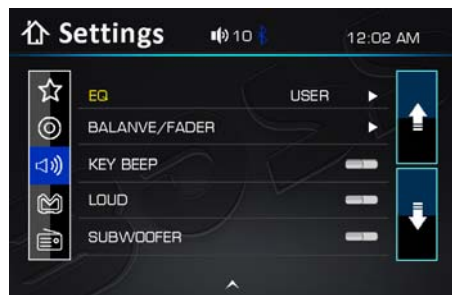 Settings 10 12:02 AM
EQ USER
BALANVE/FADER
KEY BEEP
LOUD
SUBWOOFER